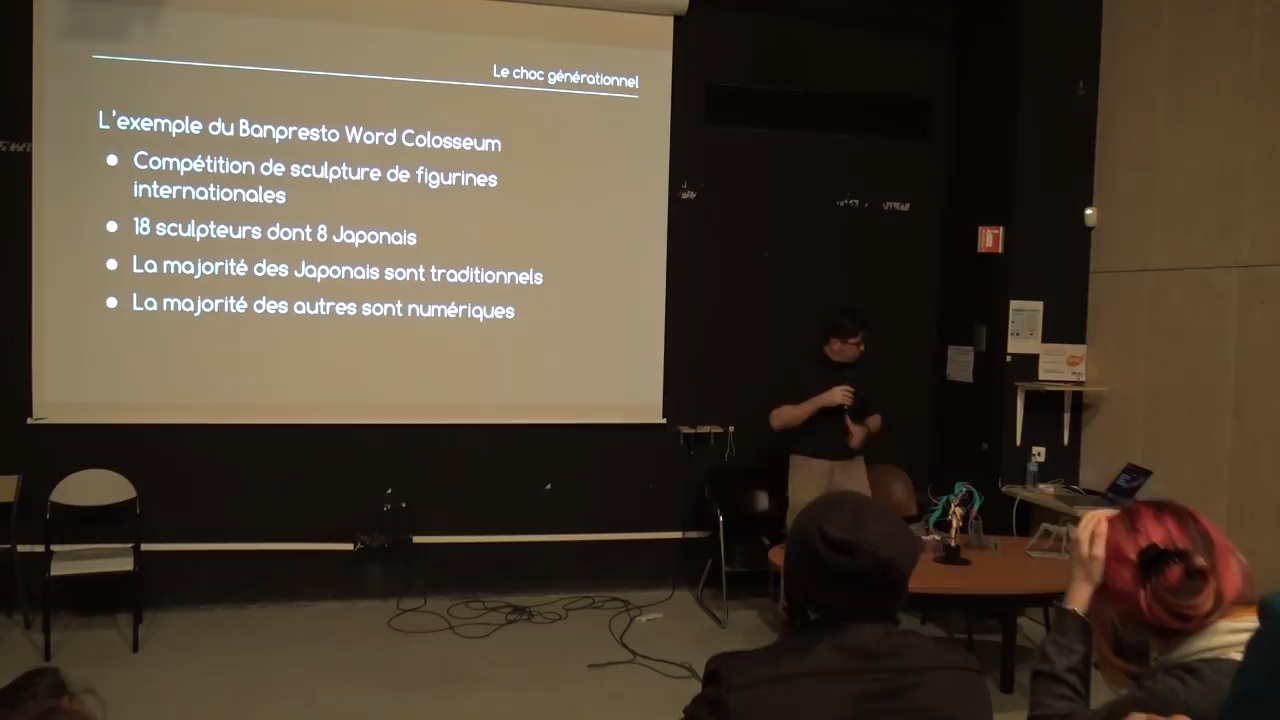 Le choc générationnel
L'exemple du Banpresto Word Colosseum
● Compétition de sculpture de figurines
internationales
● 18 sculpteurs dont 8 Japonais
● La majorité des Japonais sont traditionnels
● La majorité des autres sont numériques